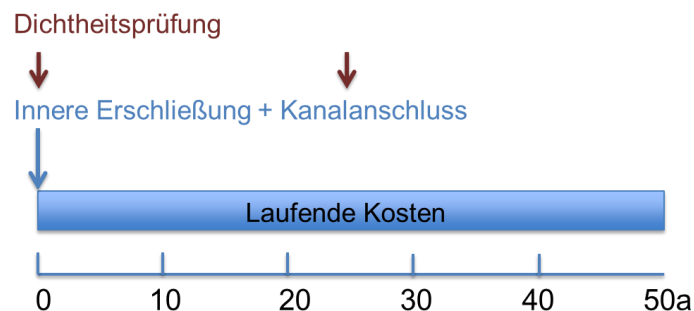 Dichtheitsprüfung
Innere Erschließung + Kanalanschluss
Laufende Kosten
0 10 20 30 40 50a